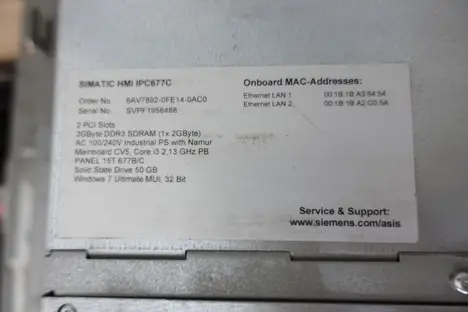 SIMATIC HMI IPC677C
Order No. 6AV7892-0FE14-0AC0
Serial No. SVPF1956488
2 PCI Slots
2GByte DDR3 SDRAM (1x 2GByte)
AC 100/240V Industrial PS with Namur
Mainboard CV5, Core i3 2,13 GHz PB
PANEL 15T 677B/C
Solid State Drive 50 GB
Windows 7 Ultimate MUI, 32 Bit
Onboard MAC-Addresses:
Ethernet LAN 1 00:1B:1B:A3:54:54
Ethernet LAN 2 00:1B:1B:A2:C0:5A
Service & Support:
www.siemens.com/asis